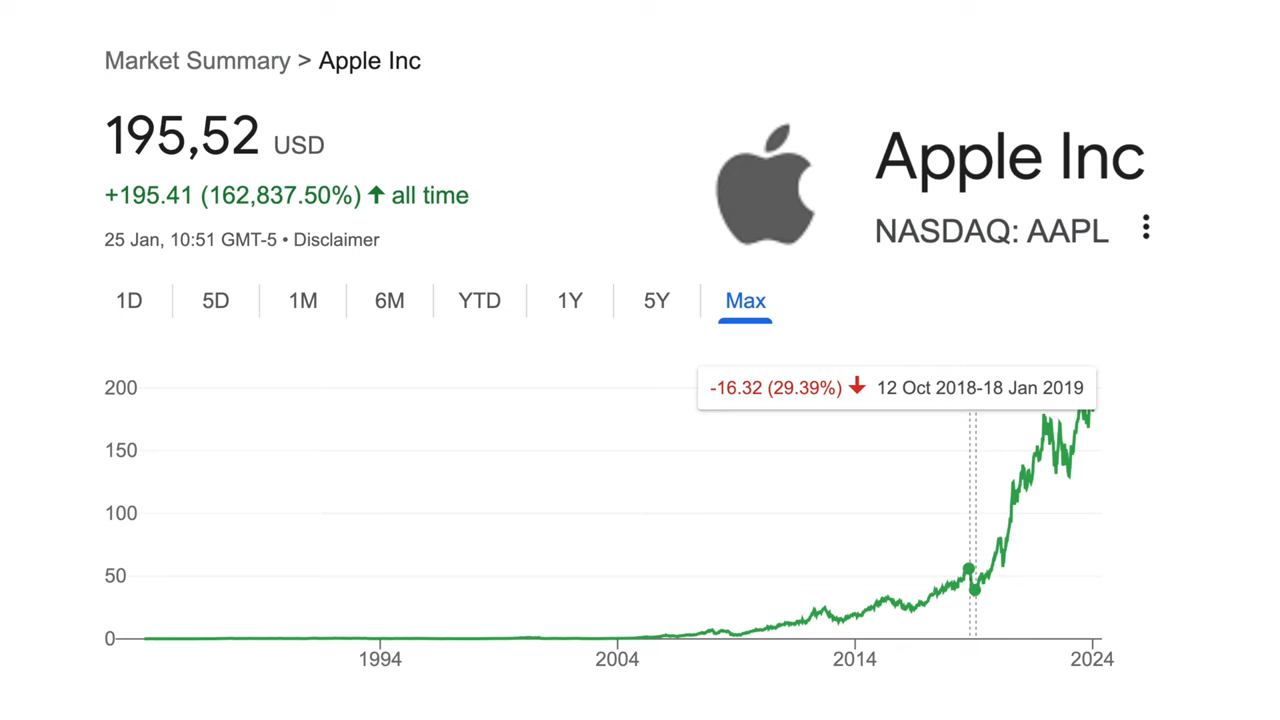 Market Summary > Apple Inc
195,52 USD
+195.41 (162,837.50%) ↑ all time
25 Jan, 10:51 GMT-5 • Disclaimer
Apple Inc
NASDAQ: AAPL
1D 5D 1M 6M YTD 1Y 5Y Max
-16.32 (29.39%) ↓ 12 Oct 2018-18 Jan 2019
200
150
100
50
0
1994 2004 2014 2024